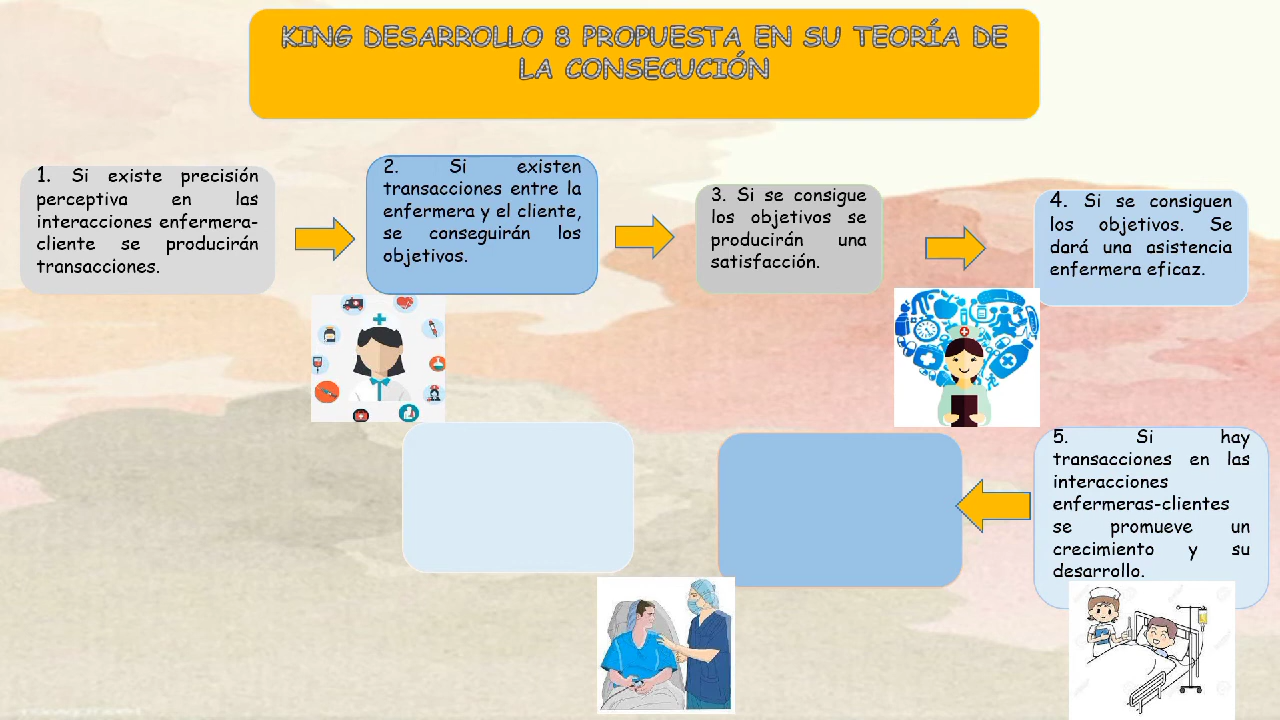 KING DESARROLLO 8 PROPUESTA EN SU TEORÍA DE
LA CONSECUCIÓN
1. Si existe precisión
perceptiva en las
interacciones enfermera-
cliente se producirán
transacciones.
2. Si existen
transacciones entre la
enfermera y el cliente,
se conseguirán los
objetivos.
3. Si se consigue
los objetivos se
producirán una
satisfacción.
4. Si se consiguen
los objetivos. Se
dará una asistencia
enfermera eficaz.
5. Si hay
transacciones en las
interacciones
enfermeras-clientes
se promueve un
crecimiento y su
desarrollo.